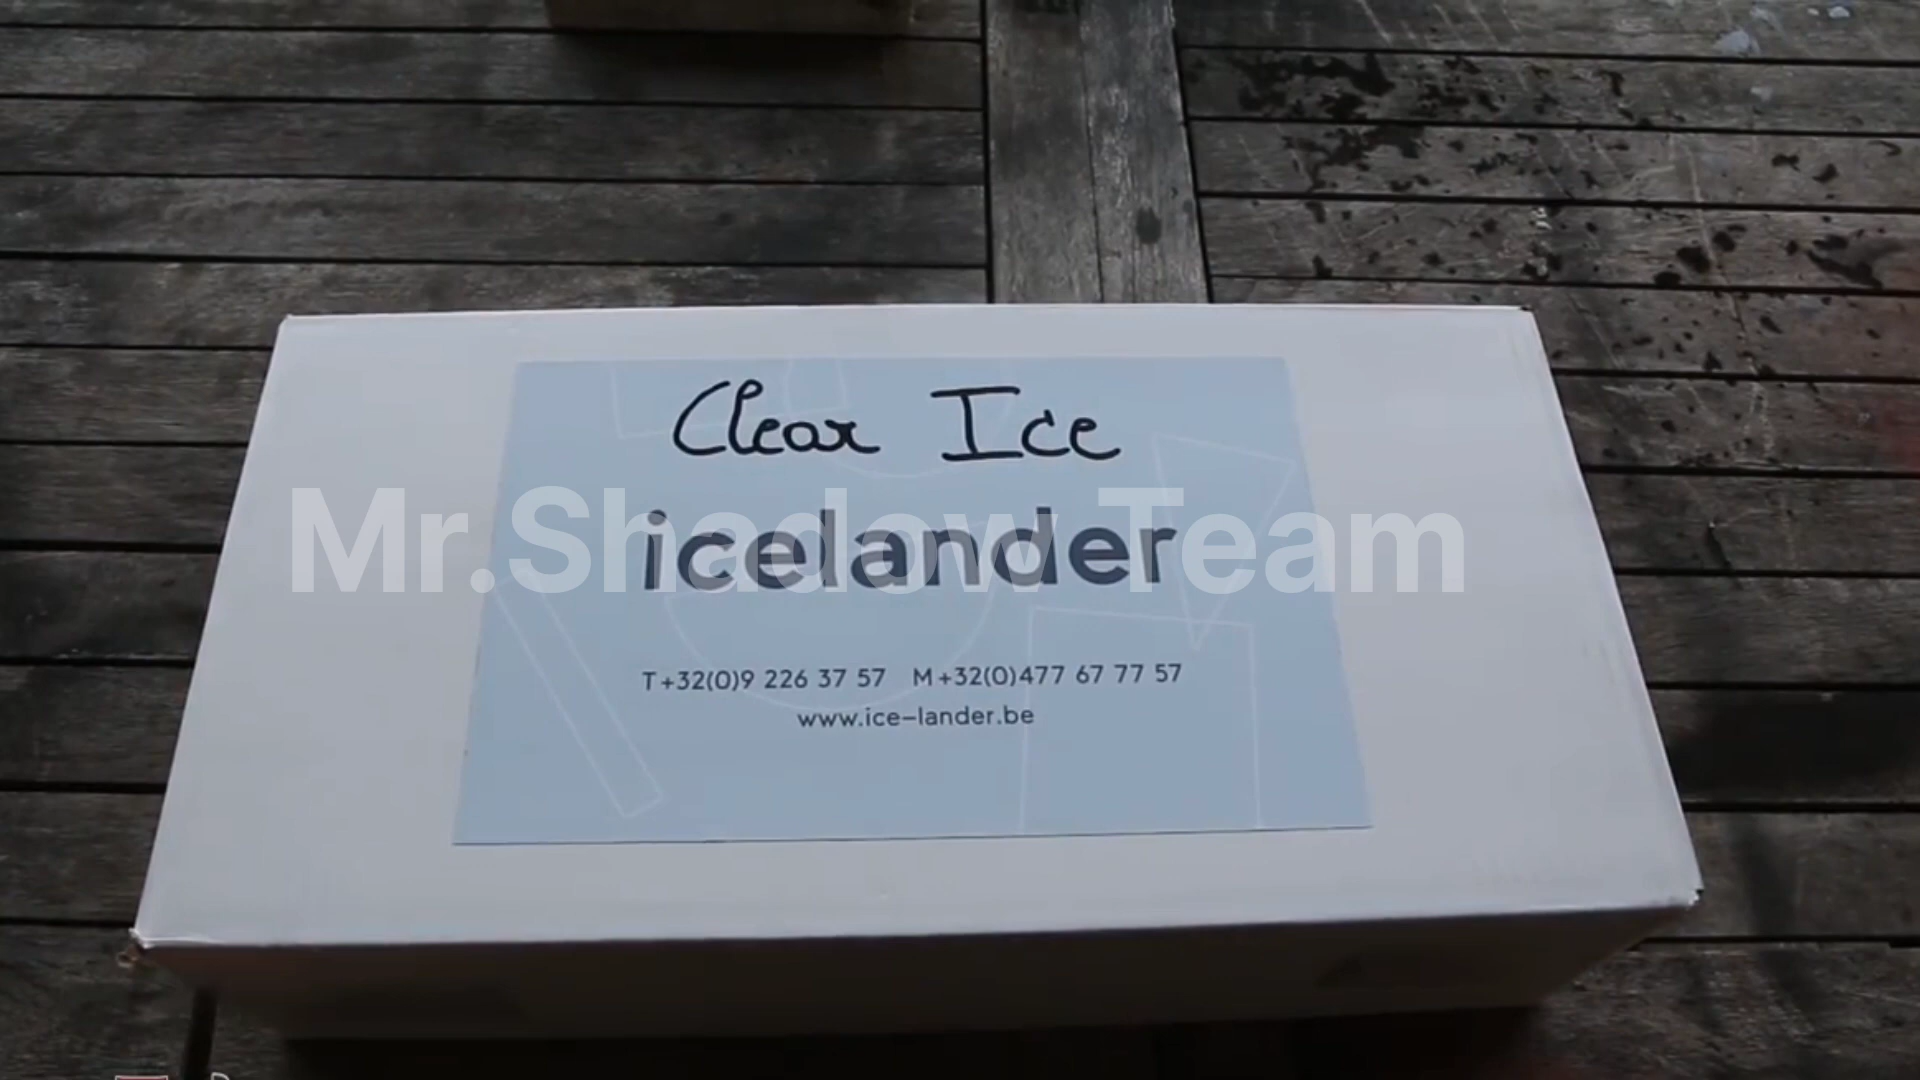 Clear Ice
icelander
Mr.Shadow Team
T+32(0)9 226 37 57 M+32(0)477 67 77 57
www.ice-lander.be